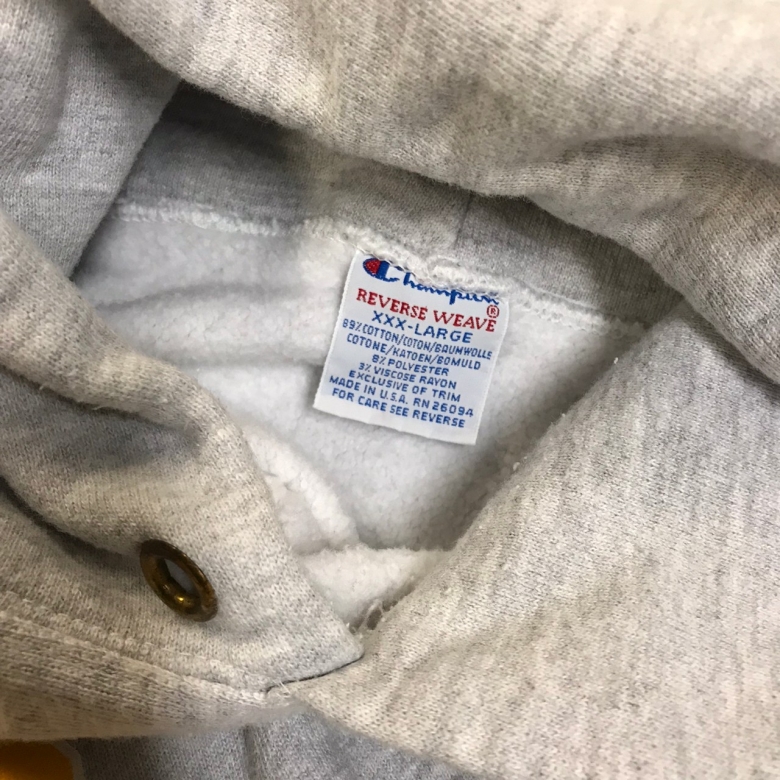 Champion
REVERSE WEAVE®
XXX-LARGE
89% COTTON/COTON/BAUMWOLLE
COTONE/KATOEN/BOMULD
8% POLYESTER
3% VISCOSE RAYON
EXCLUSIVE OF TRIM
MADE IN U.S.A. RN 26094
FOR CARE SEE REVERSE